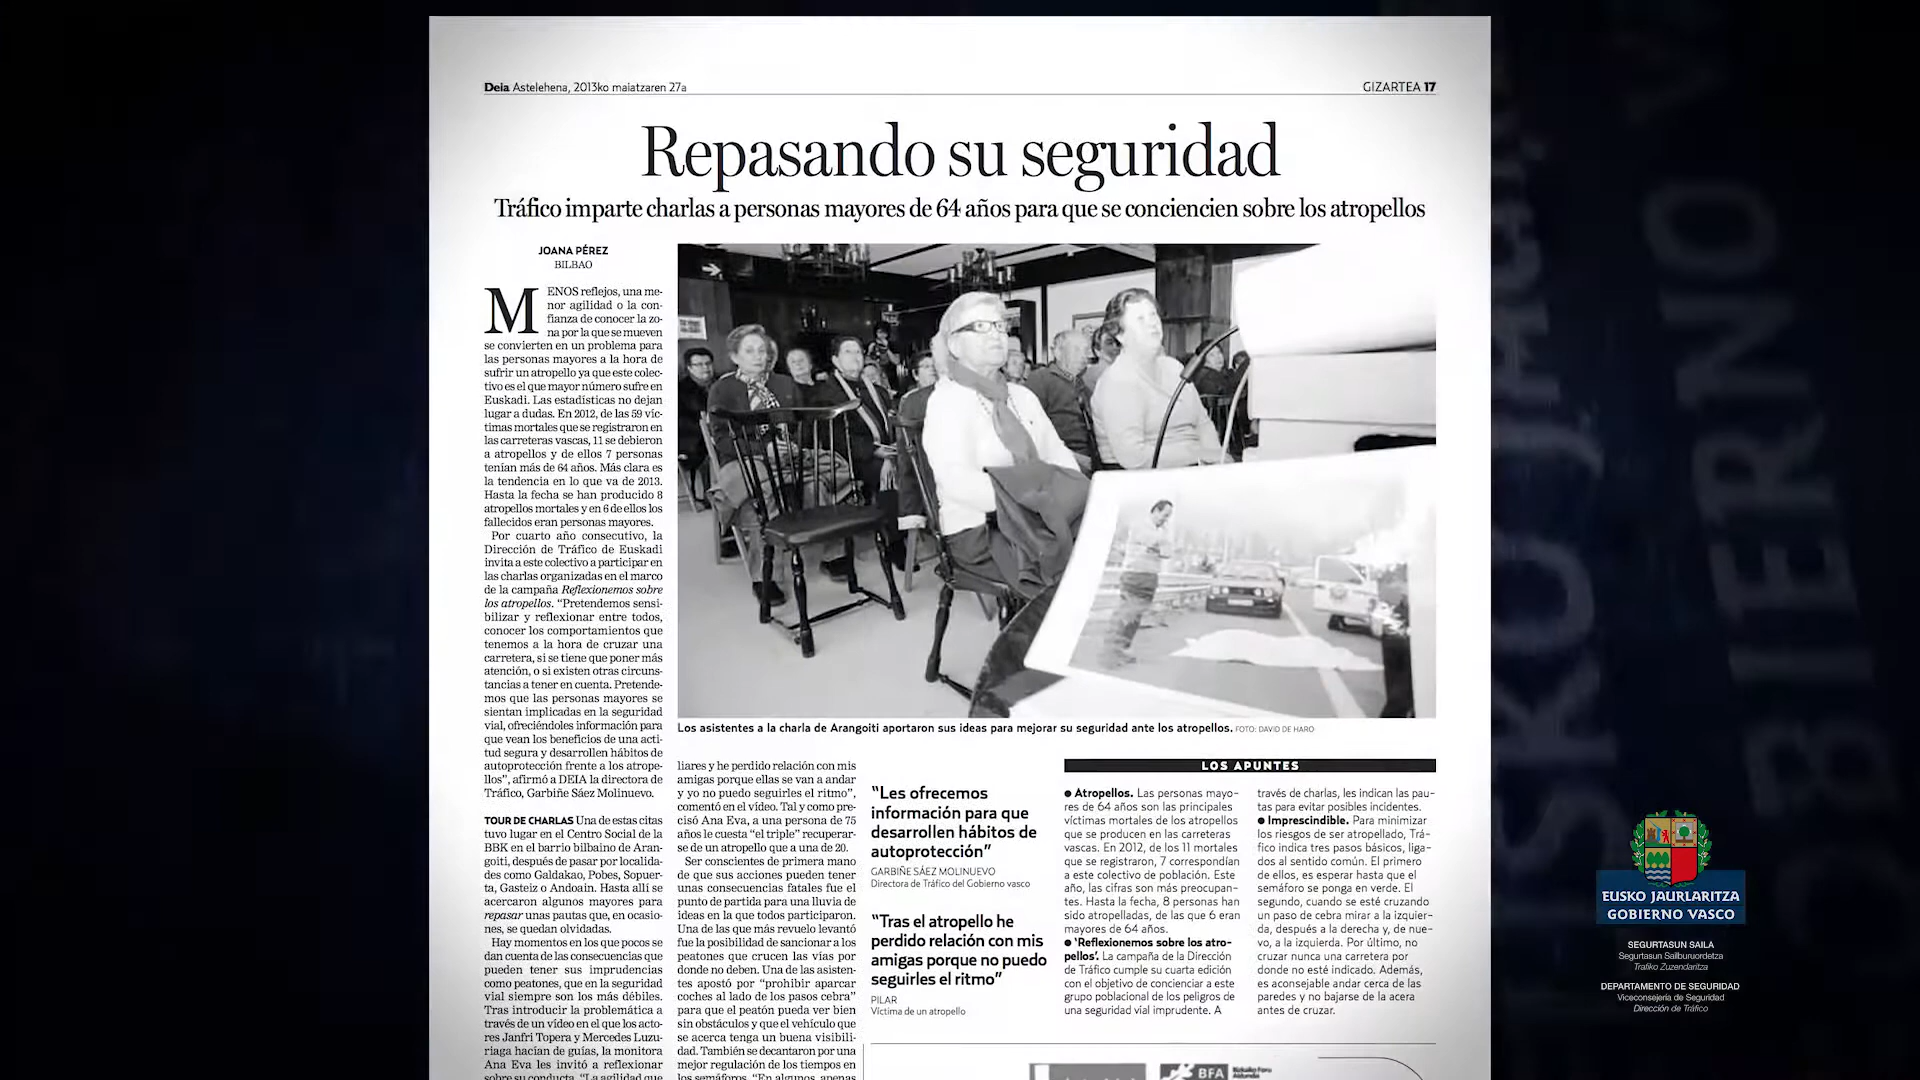 Deia Astelehena, 2013ko maiatzaren 27a
GIZARTEA 17
Repasando su seguridad
Tráfico imparte charlas a personas mayores de 64 años para que se conciencien sobre los atropellos
JOANA PÉREZ
BILBAO
MENOS reflejos, una me-
nor agilidad o la con-
fianza de conocer la zo-
na por la que se mueven
se convierten en un problema para
las personas mayores a la hora de
sufrir un atropello ya que este colec-
tivo es el que mayor número sufre en
Euskadi. Las estadísticas no dejan
lugar a dudas. En 2012, de las 59 víc-
timas mortales que se registraron en
las carreteras vascas, 11 se debieron
a atropellos y de ellos 7 personas
tenían más de 64 años. Más clara es
la tendencia en lo que va de 2013.
Hasta la fecha se han producido 8
atropellos mortales y en 6 de ellos los
fallecidos eran personas mayores.
Por cuarto año consecutivo, la
Dirección de Tráfico de Euskadi
invita a este colectivo a participar en
las charlas organizadas en el marco
de la campaña Reflexionemos sobre
los atropellos. “Pretendemos sensi-
bilizar y reflexionar entre todos,
conocer los comportamientos que
tenemos a la hora de cruzar una
carretera, si se tiene que poner más
atención, o si existen otras circuns-
tancias a tener en cuenta. Pretende-
mos que las personas mayores se
sientan implicadas en la seguridad
vial, ofreciéndoles información para
que vean los beneficios de una acti-
tud segura y desarrollen hábitos de
autoprotección frente a los atrope-
llos”, afirmó a DEIA la directora de
Tráfico, Garbiñe Sáez Molinuevo.
TOUR DE CHARLAS Una de estas citas
tuvo lugar en el Centro Social de la
BBK en el barrio bilbaino de Aran-
goiti, después de pasar por localida-
des como Galdakao, Pobes, Sopuer-
ta, Gasteiz o Andoain. Hasta allí se
acercaron algunos mayores para
repasar unas pautas que, en ocasio-
nes, se quedan olvidadas.
Hay momentos en los que pocos se
dan cuenta de las consecuencias que
pueden tener sus imprudencias
como peatones, que en la seguridad
vial siempre son los más débiles.
Tras introducir la problemática a
través de un vídeo en el que los acto-
res Janfri Topera y Mercedes Luzu-
riaga hacían de guías, la monitora
Ana Eva les invitó a reflexionar
sobre su conducta. “La agilidad que
Los asistentes a la charla de Arangoiti aportaron sus ideas para mejorar su seguridad ante los atropellos. FOTO: DAVID DE HARO
liares y he perdido relación con mis
amigas porque ellas se van a andar
y yo no puedo seguirles el ritmo”,
comentó en el vídeo. Tal y como pre-
cisó Ana Eva, a una persona de 75
años le cuesta “el triple” recuperar-
se de un atropello que a una de 20.
Ser conscientes de primera mano
de que sus acciones pueden tener
unas consecuencias fatales fue el
punto de partida para una lluvia de
ideas en la que todos participaron.
Una de las que más revuelo levantó
fue la posibilidad de sancionar a los
peatones que crucen las vías por
donde no deben. Una de las asisten-
tes apostó por “prohibir aparcar
coches al lado de los pasos cebra”
para que el peatón pueda ver bien
sin obstáculos y que el vehículo que
se acerca tenga un buena visibili-
dad. También se decantaron por una
mejor regulación de los tiempos en
los semáforos. “En algunos, apenas
“Les ofrecemos
información para que
desarrollen hábitos de
autoprotección”
GARBIÑE SÁEZ MOLINUEVO
Directora de Tráfico del Gobierno vasco
“Tras el atropello he
perdido relación con mis
amigas porque no puedo
seguirles el ritmo”
PILAR
Víctima de un atropello
LOS APUNTES
● Atropellos. Las personas mayo-
res de 64 años son las principales
víctimas mortales de los atropellos
que se producen en las carreteras
vascas. En 2012, de los 11 mortales
que se registraron, 7 correspondían
a este colectivo de población. Este
año, las cifras son más preocupan-
tes. Hasta la fecha, 8 personas han
sido atropelladas, de las que 6 eran
mayores de 64 años.
● ‘Reflexionemos sobre los atro-
pellos’. La campaña de la Dirección
de Tráfico cumple su cuarta edición
con el objetivo de concienciar a este
grupo poblacional de los peligros de
una seguridad vial imprudente. A
través de charlas, les indican las pau-
tas para evitar posibles incidentes.
● Imprescindible. Para minimizar
los riesgos de ser atropellado, Trá-
fico indica tres pasos básicos, liga-
dos al sentido común. El primero
de ellos, es esperar hasta que el
semáforo se ponga en verde. El
segundo, cuando se esté cruzando
un paso de cebra mirar a la izquier-
da, después a la derecha y, de nue-
vo, a la izquierda. Por último, no
cruzar nunca una carretera por
donde no esté indicado. Además,
es aconsejable andar cerca de las
paredes y no bajarse de la acera
antes de cruzar.
BFA
Bizkaiko Foru
Aldundia
EUSKO JAURLARITZA
GOBIERNO VASCO
SEGURTASUN SAILA
Segurtasun Sailburuordetza
Trafiko Zuzendaritza
DEPARTAMENTO DE SEGURIDAD
Viceconsejería de Seguridad
Dirección de Tráfico